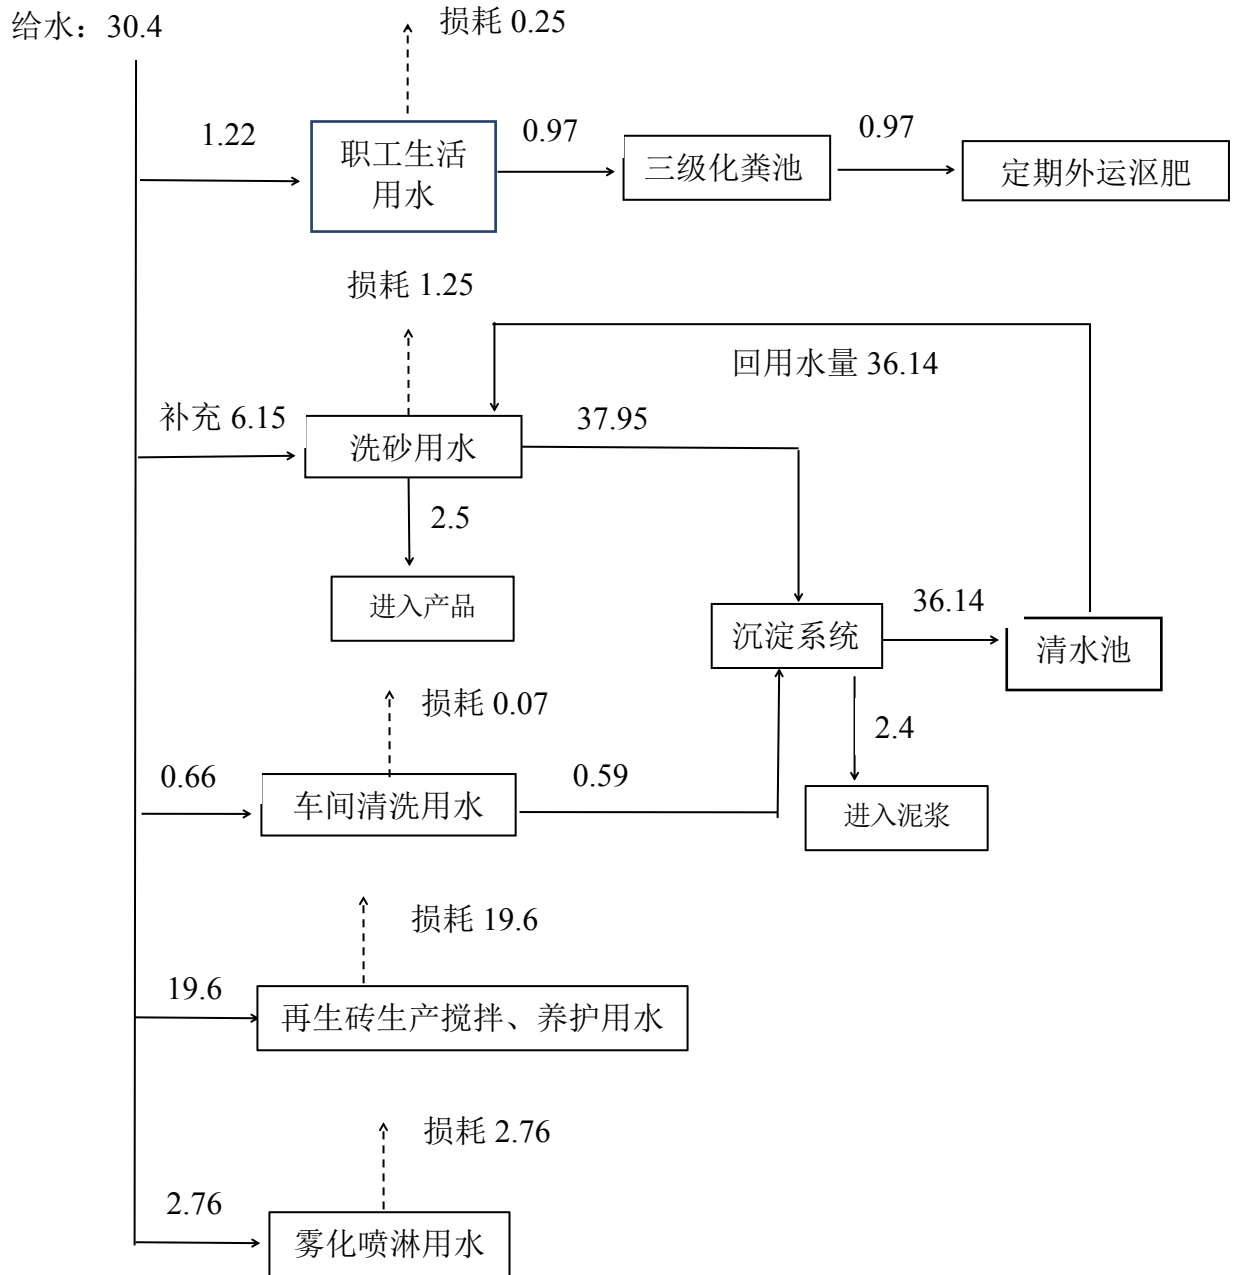 给水：30.4
损耗 0.25
1.22
职工生活
用水
0.97
三级化粪池
0.97
定期外运沤肥
损耗 1.25
回用水量 36.14
补充 6.15
洗砂用水
37.95
2.5
进入产品
沉淀系统
36.14
清水池
损耗 0.07
2.4
0.66
车间清洗用水
0.59
进入泥浆
损耗 19.6
19.6
再生砖生产搅拌、养护用水
损耗 2.76
2.76
雾化喷淋用水